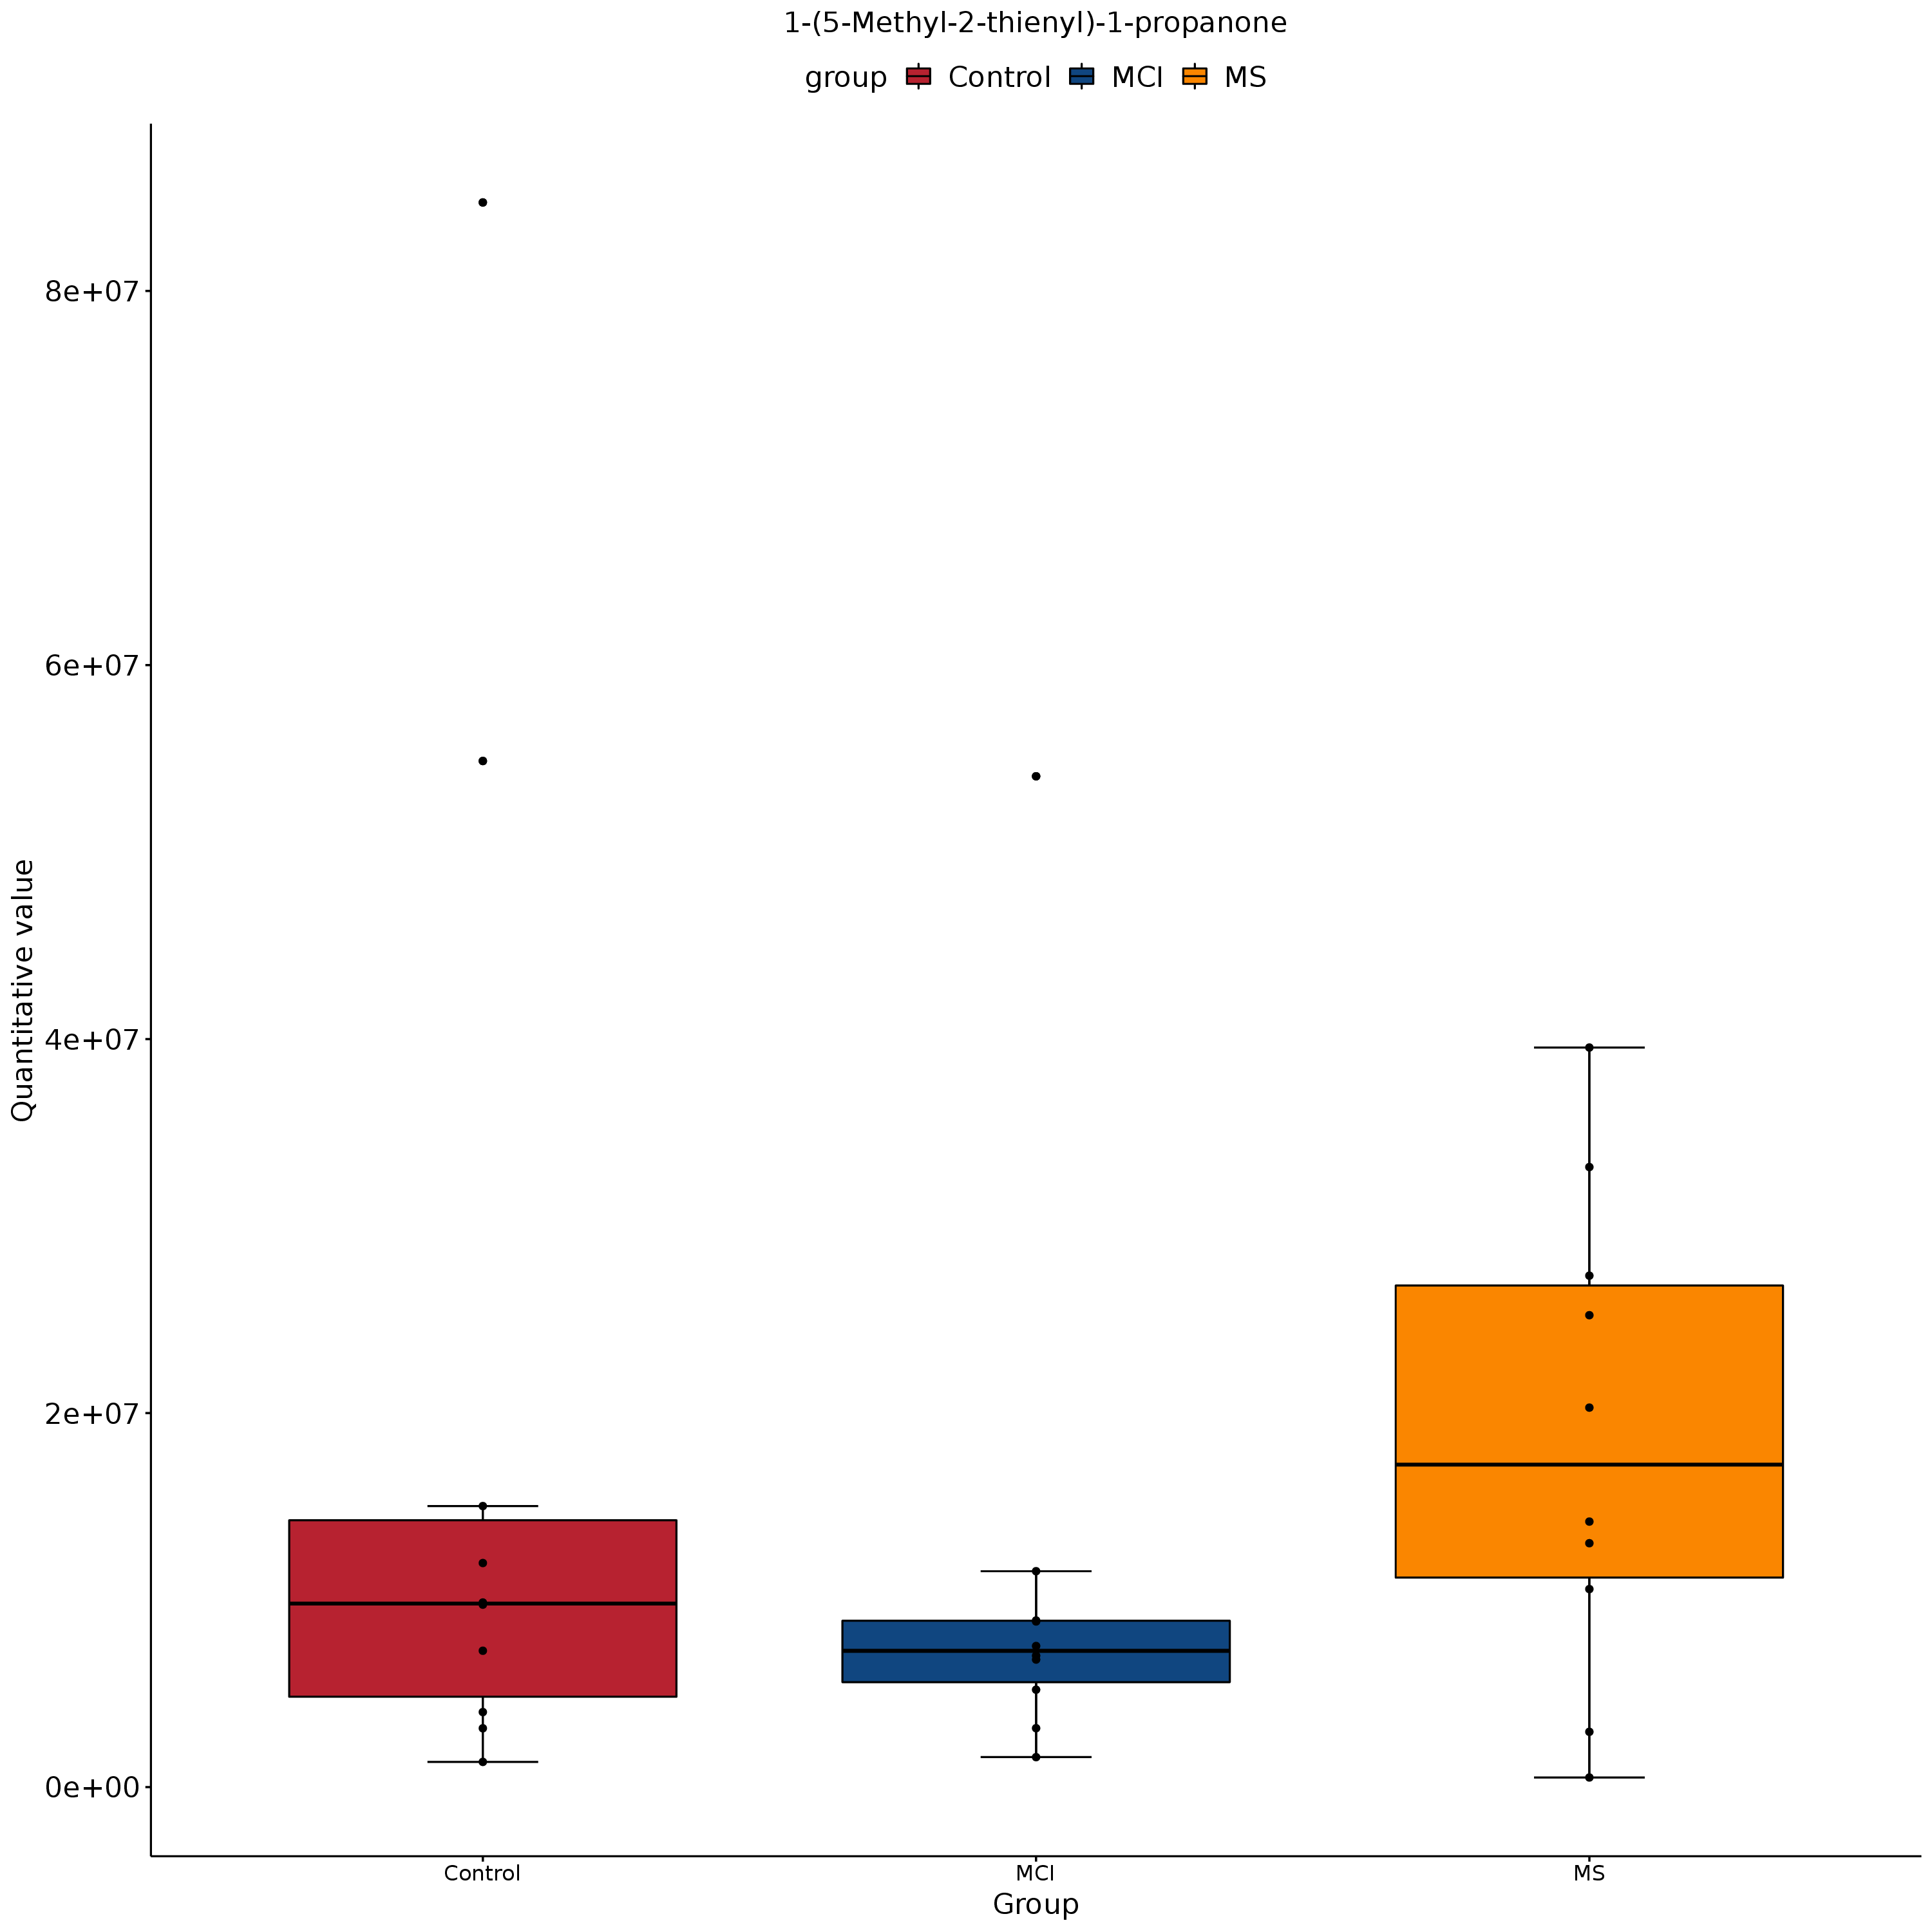 1-(5-Methyl-2-thienyl)-1-propanone
group Control MCI MS
Quantitative value
8e+07
6e+07
4e+07
2e+07
0e+00
Control MCI MS
Group